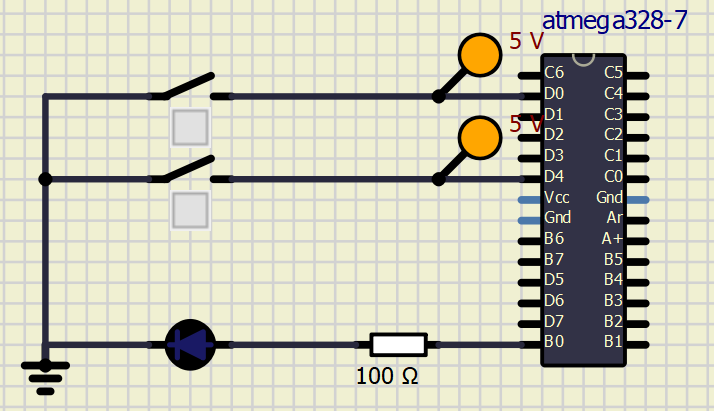 atmega328-7
5 V
C6 C5
D0 C4
D1 C3
5 V
D2 C2
D3 C1
D4 C0
Vcc Gnd
Gnd Ar
B6 A+
B7 B5
D5 B4
D6 B3
D7 B2
B0 B1
100 Ω